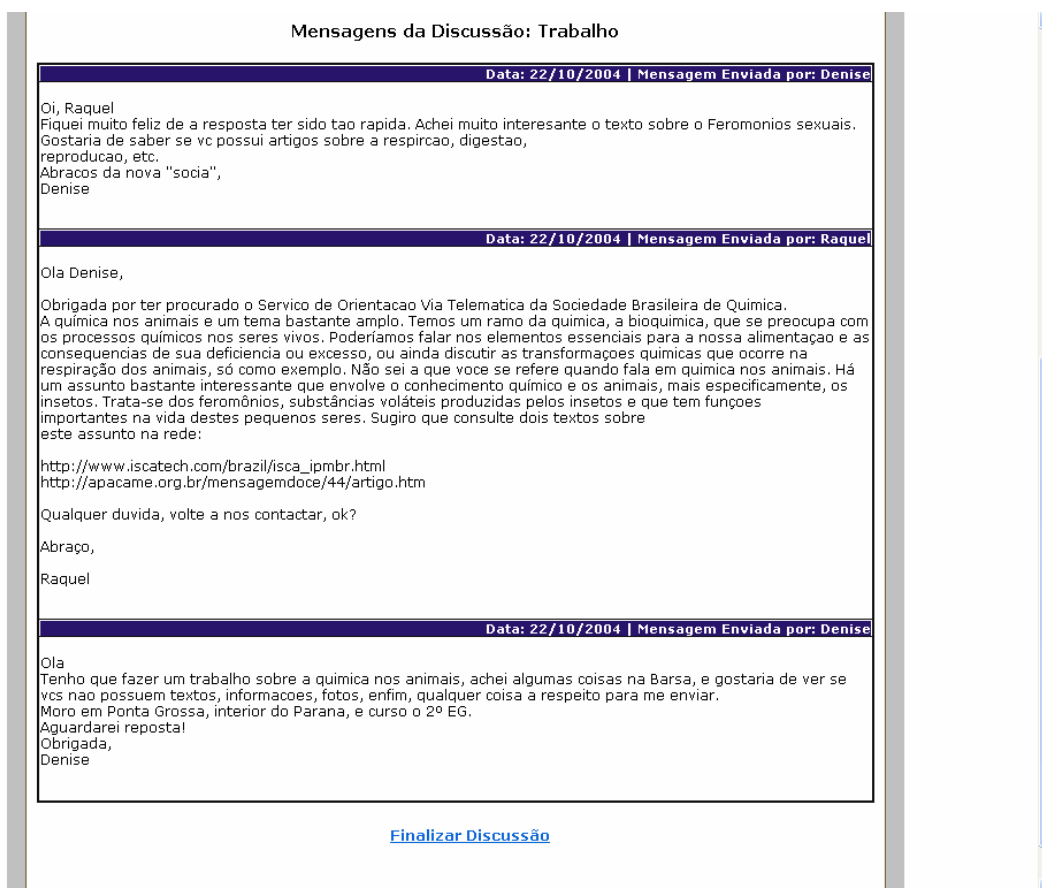 Mensagens da Discussão: Trabalho
Data: 22/10/2004 | Mensagem Enviada por: Denise
Oi, Raquel
Fiquei muito feliz de a resposta ter sido tao rapida. Achei muito interesante o texto sobre o Feromonios sexuais.
Gostaria de saber se vc possui artigos sobre a respircao, digestao,
reproducao, etc.
Abracos da nova "socia",
Denise
Data: 22/10/2004 | Mensagem Enviada por: Raquel
Ola Denise,
Obrigada por ter procurado o Servico de Orientacao Via Telematica da Sociedade Brasileira de Quimica.
A química nos animais e um tema bastante amplo. Temos um ramo da quimica, a bioquimica, que se preocupa com
os processos químicos nos seres vivos. Poderíamos falar nos elementos essenciais para a nossa alimentaçao e as
consequencias de sua deficiencia ou excesso, ou ainda discutir as transformaçoes quimicas que ocorre na
respiração dos animais, só como exemplo. Não sei a que voce se refere quando fala em quimica nos animais. Há
um assunto bastante interessante que envolve o conhecimento químico e os animais, mais especificamente, os
insetos. Trata-se dos feromônios, substâncias voláteis produzidas pelos insetos e que tem funçoes
importantes na vida destes pequenos seres. Sugiro que consulte dois textos sobre
este assunto na rede:
http://www.iscatech.com/brazil/isca_ipmbr.html
http://apacame.org.br/mensagemdoce/44/artigo.htm
Qualquer duvida, volte a nos contactar, ok?
Abraço,
Raquel
Data: 22/10/2004 | Mensagem Enviada por: Denise
Ola
Tenho que fazer um trabalho sobre a quimica nos animais, achei algumas coisas na Barsa, e gostaria de ver se
vcs nao possuem textos, informacoes, fotos, enfim, qualquer coisa a respeito para me enviar.
Moro em Ponta Grossa, interior do Parana, e curso o 2º EG.
Aguardarei reposta!
Obrigada,
Denise
Finalizar Discussão